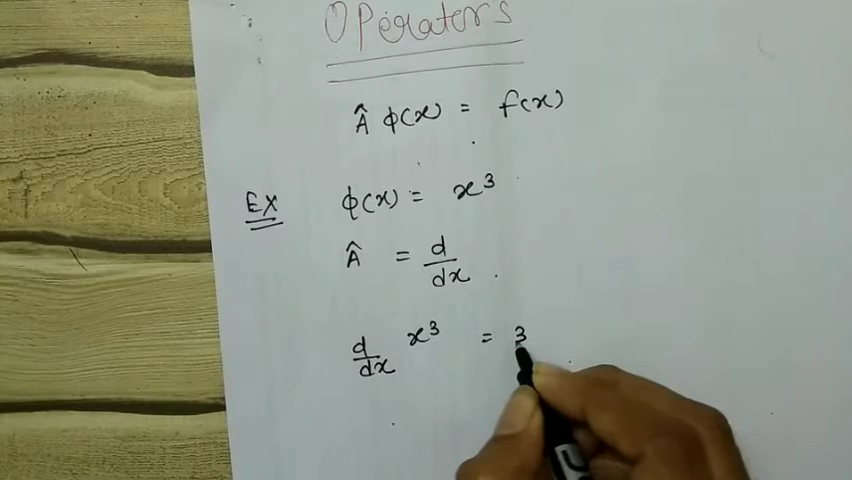 OPerators
Â ϕ(x) = f(x)
EX ϕ(x) = x³
Â = d/dx
d/dx x³ = 3